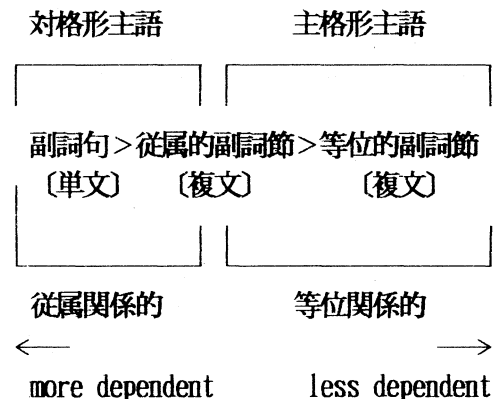 対格形主語 主格形主語
副詞句＞従属的副詞節＞等位的副詞節
〔単文〕 〔複文〕 〔複文〕
従属関係的 等位関係的
← →
more dependent less dependent